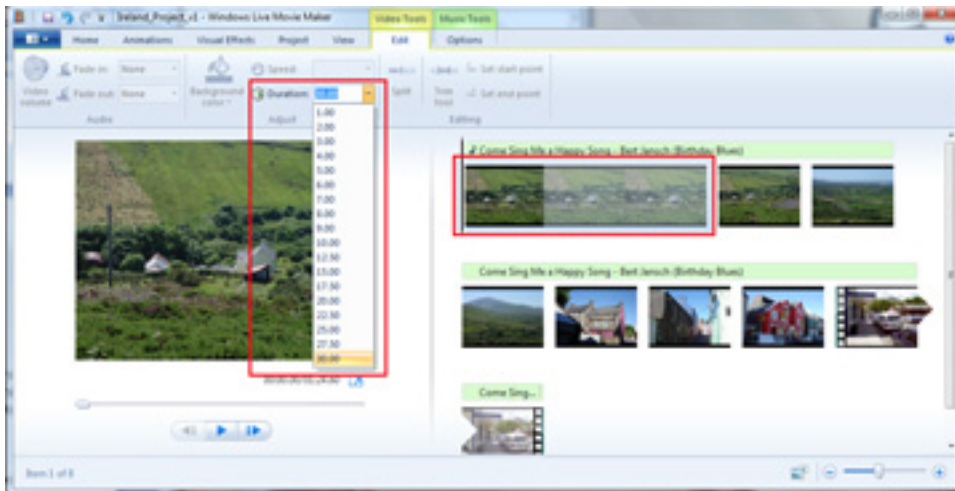 Ireland_Project_v1 - Windows Live Movie Maker
Video Tools
Music Tools
Home
Animations
Visual Effects
Project
View
Edit
Options
Video volume
Fade in: None
Fade out: None
Audio
Background color
Speed:
Duration: 30.00
Adjust
Split
Trim tool
Set start point
Set end point
Editing
1.00
2.00
3.00
4.00
5.00
6.00
7.00
8.00
9.00
10.00
12.50
15.00
17.50
20.00
22.50
25.00
27.50
30.00
Come Sing Me a Happy Song - Bert Jansch (Birthday Blues)
Come Sing Me a Happy Song - Bert Jansch (Birthday Blues)
Come Sing...
Item 1 of 8